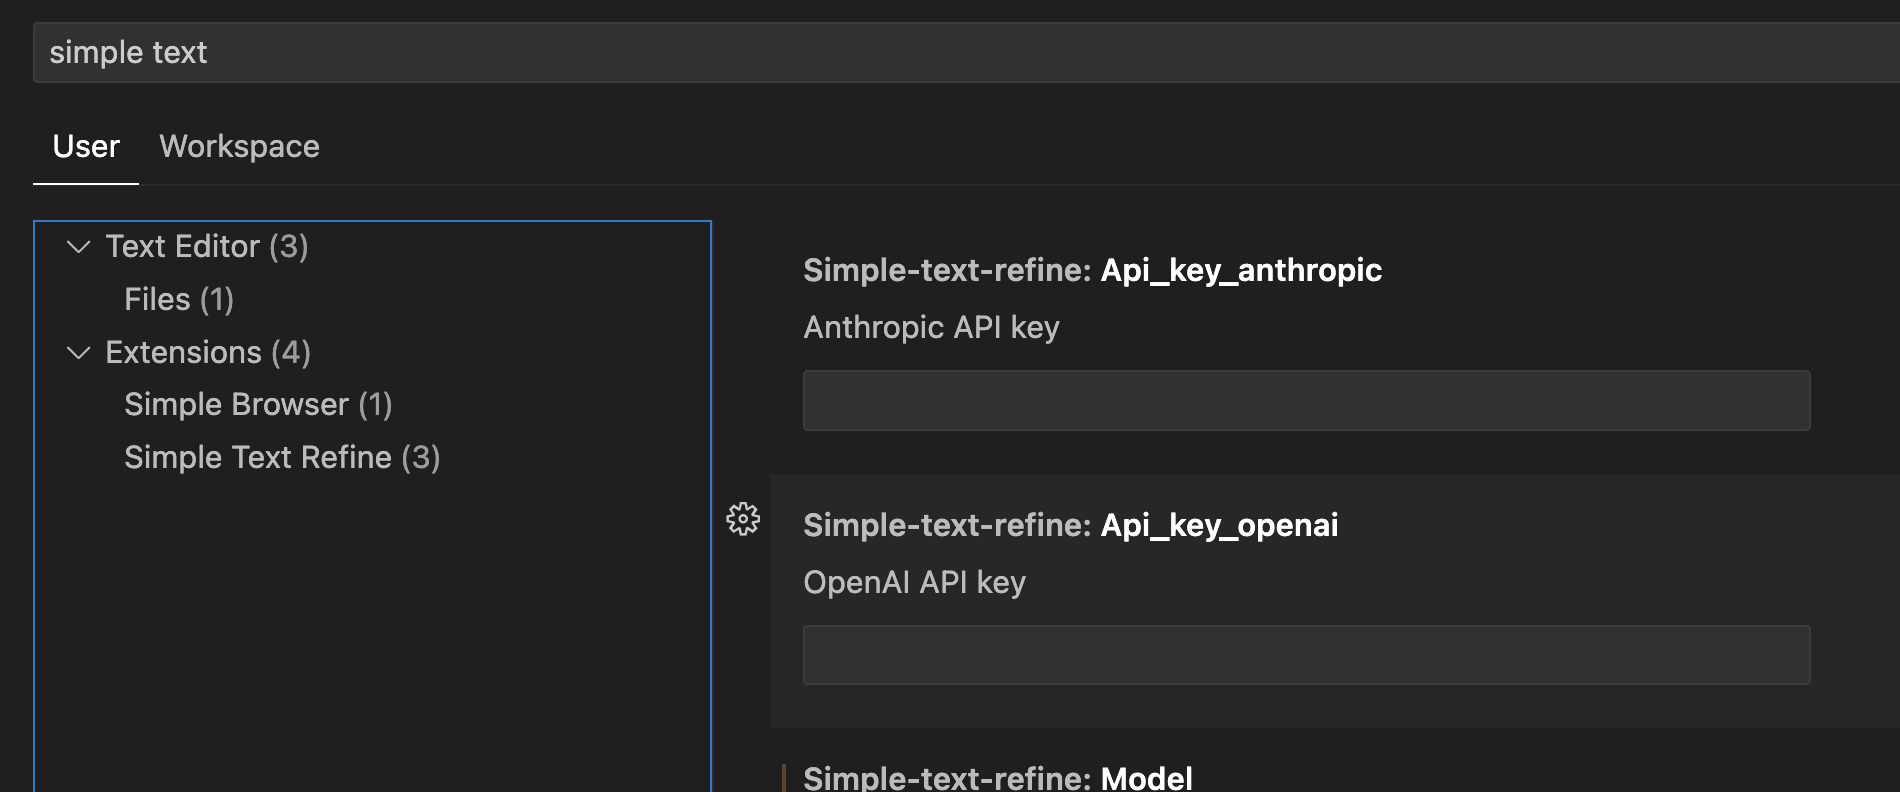 simple text
User Workspace
Text Editor (3)
Files (1)
Extensions (4)
Simple Browser (1)
Simple Text Refine (3)
Simple-text-refine: Api_key_anthropic
Anthropic API key
Simple-text-refine: Api_key_openai
OpenAI API key
Simple-text-refine: Model